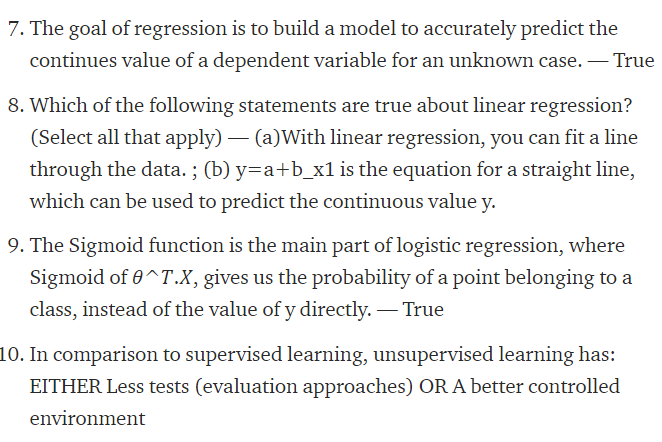 7. The goal of regression is to build a model to accurately predict the
continues value of a dependent variable for an unknown case. — True
8. Which of the following statements are true about linear regression?
(Select all that apply) — (a)With linear regression, you can fit a line
through the data. ; (b) y=a+b_x1 is the equation for a straight line,
which can be used to predict the continuous value y.
9. The Sigmoid function is the main part of logistic regression, where
Sigmoid of 𝜃^𝑇.𝑋, gives us the probability of a point belonging to a
class, instead of the value of y directly. — True
10. In comparison to supervised learning, unsupervised learning has:
EITHER Less tests (evaluation approaches) OR A better controlled
environment